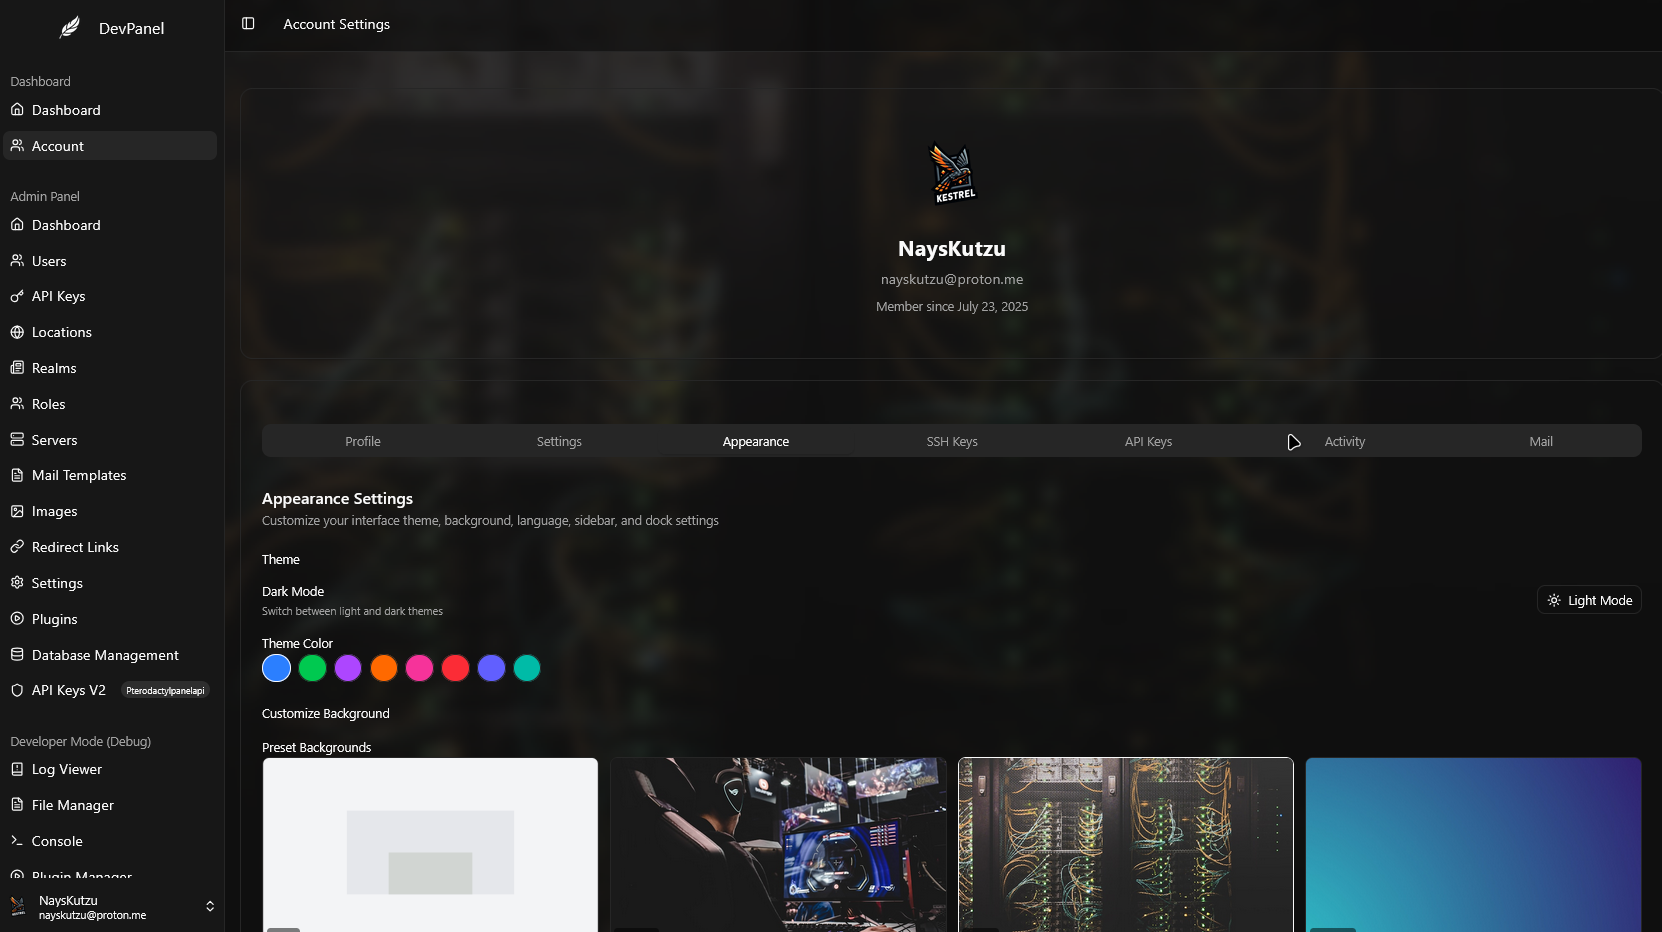 DevPanel
Account Settings
Dashboard
Dashboard
Account
Admin Panel
Dashboard
Users
API Keys
Locations
Realms
Roles
Servers
Mail Templates
Images
Redirect Links
Settings
Plugins
Database Management
API Keys V2 Pterodactylpanelapi
Developer Mode (Debug)
Log Viewer
File Manager
Console
Plugin Manager
NaysKutzu
nayskutzu@proton.me
KESTREL
NaysKutzu
nayskutzu@proton.me
Member since July 23, 2025
Profile Settings Appearance SSH Keys API Keys Activity Mail
Appearance Settings
Customize your interface theme, background, language, sidebar, and dock settings
Theme
Dark Mode
Switch between light and dark themes
Light Mode
Theme Color
Customize Background
Preset Backgrounds